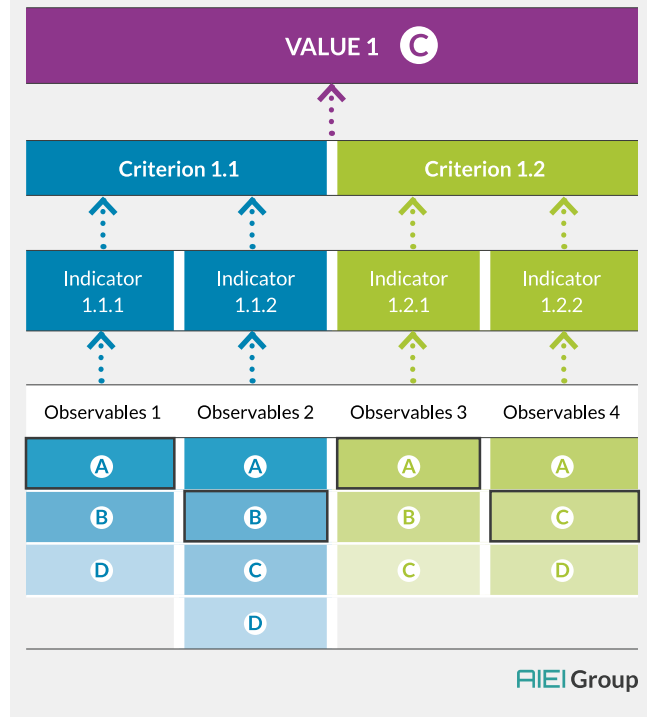 VALUE 1 C
Criterion 1.1 Criterion 1.2
Indicator 1.1.1
Indicator 1.1.2
Indicator 1.2.1
Indicator 1.2.2
Observables 1 Observables 2 Observables 3 Observables 4
A A A A
B B B C
D C C D
D
AIEI Group